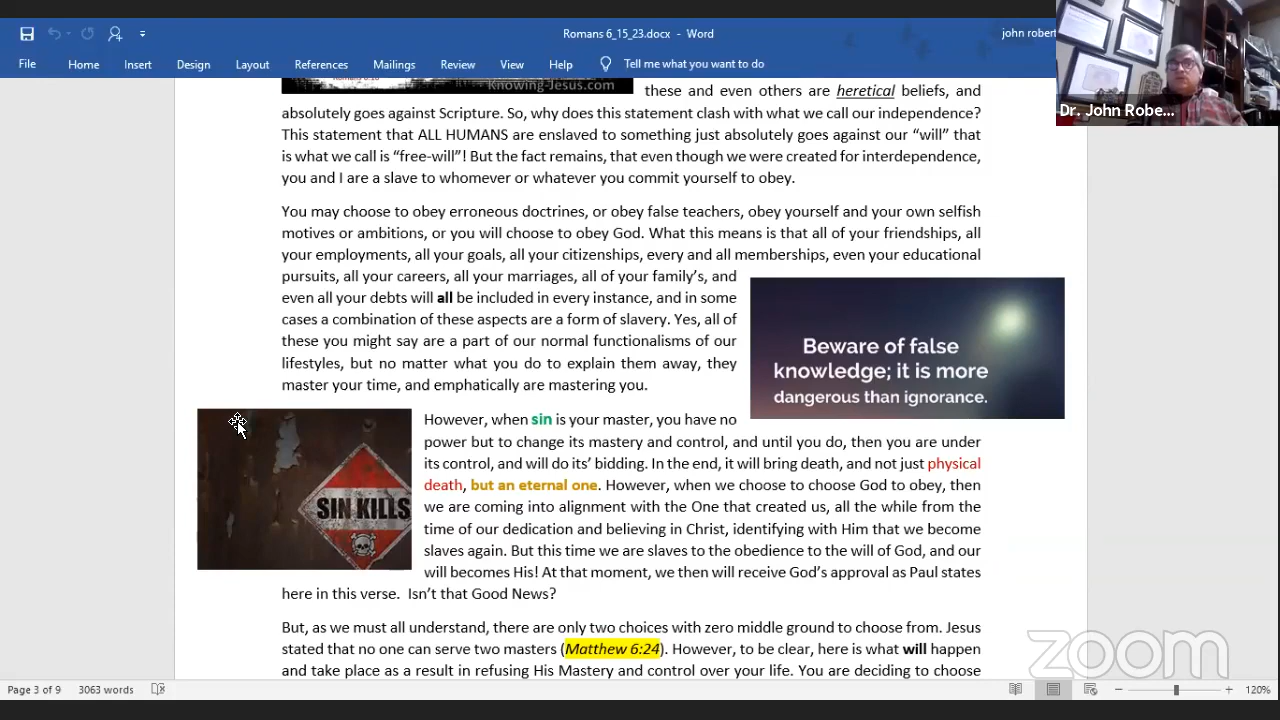 Romans 6_15_23.docx - Word
john robert
File Home Insert Design Layout References Mailings Review View Help Tell me what you want to do
Dr. John Robe...
Knowing-Jesus.com
these and even others are heretical beliefs, and
absolutely goes against Scripture. So, why does this statement clash with what we call our independence?
This statement that ALL HUMANS are enslaved to something just absolutely goes against our “will” that
is what we call is “free-will”! But the fact remains, that even though we were created for interdependence,
you and I are a slave to whomever or whatever you commit yourself to obey.
You may choose to obey erroneous doctrines, or obey false teachers, obey yourself and your own selfish
motives or ambitions, or you will choose to obey God. What this means is that all of your friendships, all
your employments, all your goals, all your citizenships, every and all memberships, even your educational
pursuits, all your careers, all your marriages, all of your family’s, and
even all your debts will all be included in every instance, and in some
cases a combination of these aspects are a form of slavery. Yes, all of
these you might say are a part of our normal functionalisms of our
lifestyles, but no matter what you do to explain them away, they
master your time, and emphatically are mastering you.
Beware of false
knowledge; it is more
dangerous than ignorance.
SIN KILLS
However, when sin is your master, you have no
power but to change its mastery and control, and until you do, then you are under
its control, and will do its’ bidding. In the end, it will bring death, and not just physical
death, but an eternal one. However, when we choose to choose God to obey, then
we are coming into alignment with the One that created us, all the while from the
time of our dedication and believing in Christ, identifying with Him that we become
slaves again. But this time we are slaves to the obedience to the will of God, and our
will becomes His! At that moment, we then will receive God’s approval as Paul states
here in this verse. Isn’t that Good News?
But, as we must all understand, there are only two choices with zero middle ground to choose from. Jesus
stated that no one can serve two masters (Matthew 6:24). However, to be clear, here is what will happen
and take place as a result in refusing His Mastery and control over your life. You are deciding to choose
zoom
Page 3 of 9 3063 words
120%